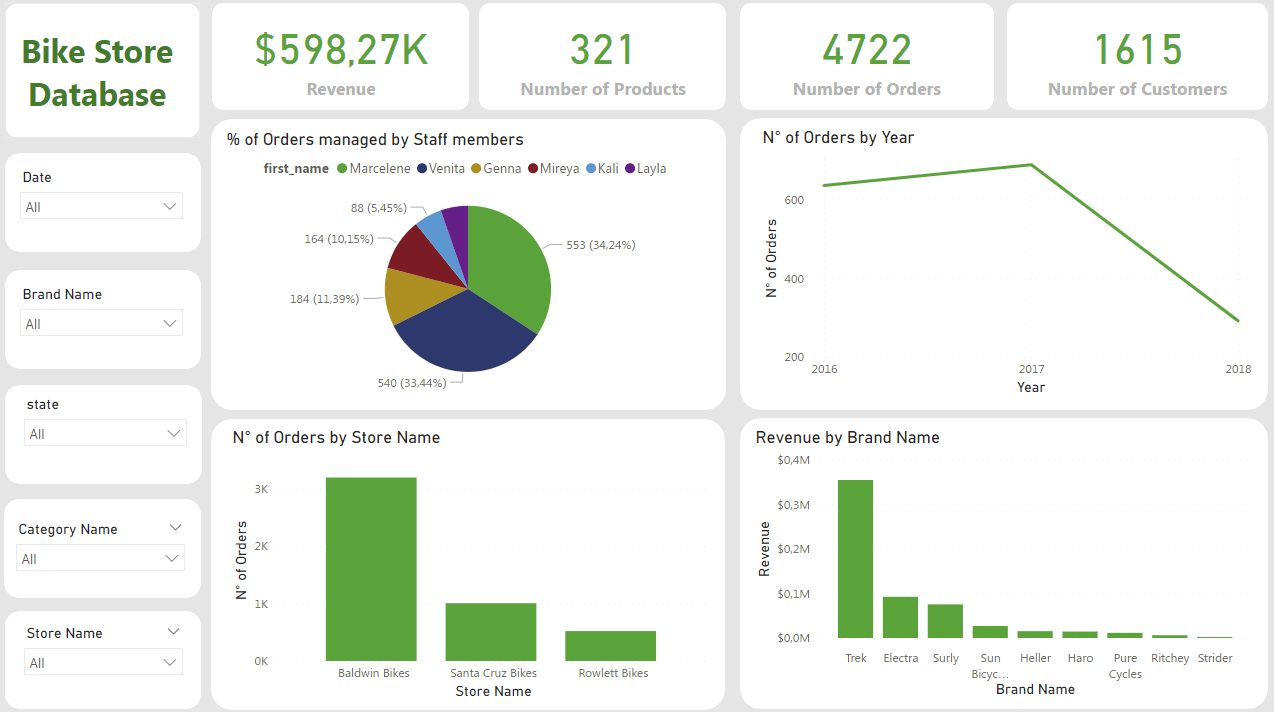 Bike Store
Database
$598,27K
Revenue
321
Number of Products
4722
Number of Orders
1615
Number of Customers
Date
All
Brand Name
All
state
All
Category Name
All
Store Name
All
% of Orders managed by Staff members
first_name Marcelene Venita Genna Mireya Kali Layla
88 (5,45%)
164 (10,15%)
553 (34,24%)
184 (11,39%)
540 (33,44%)
N° of Orders by Year
N° of Orders
600
400
200
2016 2017 2018
Year
N° of Orders by Store Name
N° of Orders
3K
2K
1K
0K
Baldwin Bikes Santa Cruz Bikes Rowlett Bikes
Store Name
Revenue by Brand Name
Revenue
$0,4M
$0,3M
$0,2M
$0,1M
$0,0M
Trek Electra Surly Sun Heller Haro Pure Ritchey Strider
Bicyc... Cycles
Brand Name